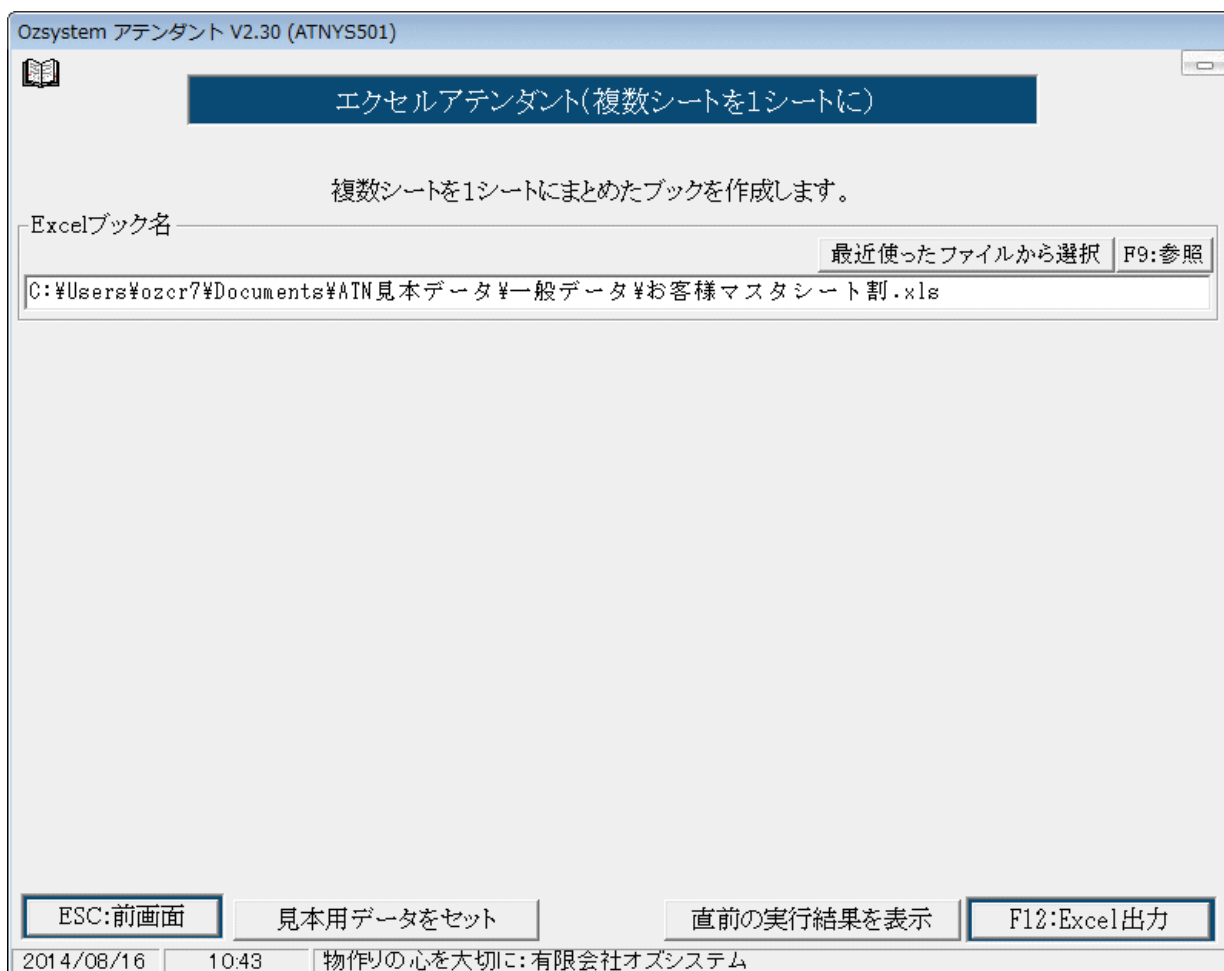 Ozsystem アテンダント V2.30 (ATNYS501)
エクセルアテンダント(複数シートを1シートに)
複数シートを1シートにまとめたブックを作成します。
Excelブック名
最近使ったファイルから選択 F9:参照
C:¥Users¥ozcr7¥Documents¥ATN見本データ¥一般データ¥お客様マスタシート割.xls
ESC:前画面 見本用データをセット 直前の実行結果を表示 F12:Excel出力
2014/08/16 10:43 物作りの心を大切に:有限会社オズシステム